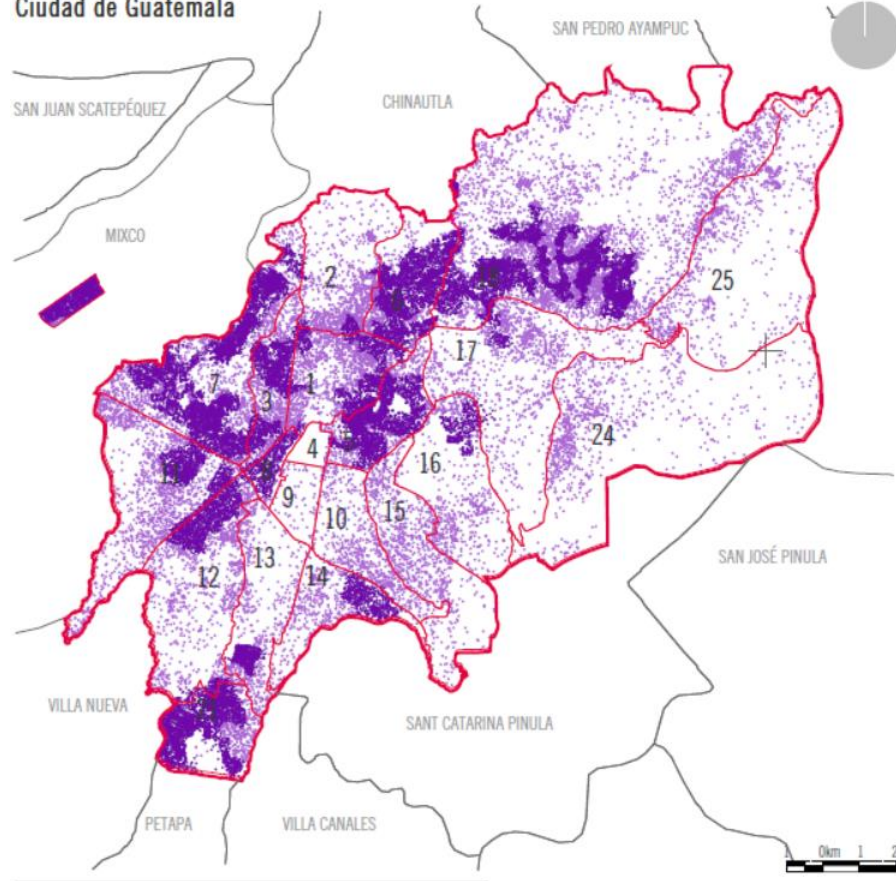 Ciudad de Guatemala
SAN PEDRO AYAMPUC
SAN JUAN SCATEPÉQUEZ
CHINAUTLA
MIXCO
2
25
17
7
1
3
24
4
16
11
9
10
15
13
12
14
SAN JOSÉ PINULA
VILLA NUEVA
SANT CATARINA PINULA
PETAPA
VILLA CANALES
1 0km 1 2